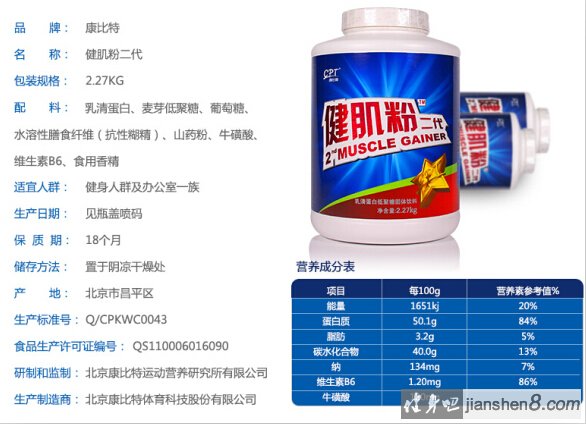 品 牌： 康比特
名 称： 健肌粉二代
包装规格： 2.27KG
配 料： 乳清蛋白、麦芽低聚糖、葡萄糖、
水溶性膳食纤维（抗性糊精）、山药粉、牛磺酸、
维生素B6、食用香精
适宜人群： 健身人群及办公室一族
生产日期： 见瓶盖喷码
保 质 期： 18个月
储存方法： 置于阴凉干燥处
产 地： 北京市昌平区
生产标准号： Q/CPKWC0043
食品生产许可证编号： QS110006016090
研制和监制： 北京康比特运动营养研究所有限公司
生产制造商： 北京康比特体育科技股份有限公司
CPT
康比特
健肌粉 TM
二代
2nd MUSCLE GAINER
乳清蛋白低聚糖固体饮料
净含量:2.27kg
营养成分表
项目 每100g 营养素参考值%
能量 1651kj 20%
蛋白质 50.1g 84%
脂肪 3.2g 5%
碳水化合物 40.0g 13%
纳 134mg 7%
维生素B6 1.20mg 86%
牛磺酸
健身吧 jianshen8.com